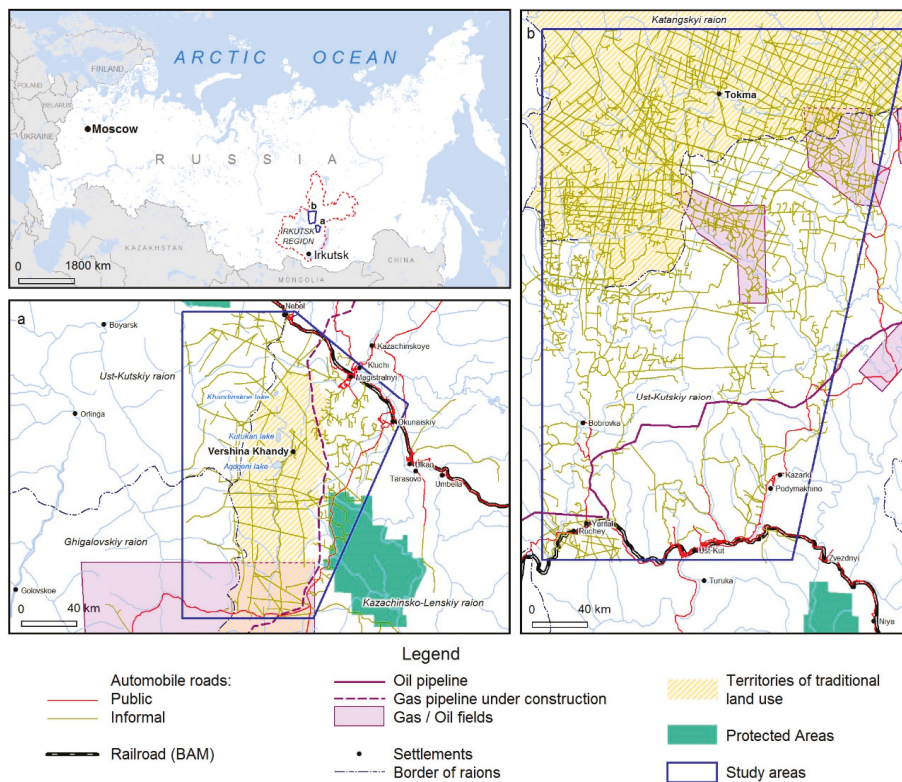 ARCTIC OCEAN
FINLAND
POLAND
BELARUS
UKRAINE
Moscow
RUSSIA
b
a
IRKUTSK
REGION
Irkutsk
KAZAKHSTAN
MONGOLIA
CHINA
0 1800 km
a
Nebel
Boyarsk
Kazachinskoye
Kluchi
Magistralnyi
Ust-Kutskiy raion
Khandinskoe lake
Orlinga
Okunaiskiy
Kutukan lake
Vershina Khandy
Ulkan
Tarasovo
Umbella
Ghigalovskiy raion
Golovskoe
Kazachinsko-Lenskiy raion
0 40 km
b
Katangskyi raion
Tokma
Ust-Kutskiy raion
Bobrovka
Kazarki
Podymakhino
Yantal
Ruchey
Ust-Kut
Zvezdnyi
Turuka
Niya
0 40 km
Legend
Automobile roads:
Public
Informal
Railroad (BAM)
Oil pipeline
Gas pipeline under construction
Gas / Oil fields
Settlements
Border of raions
Territories of traditional
land use
Protected Areas
Study areas